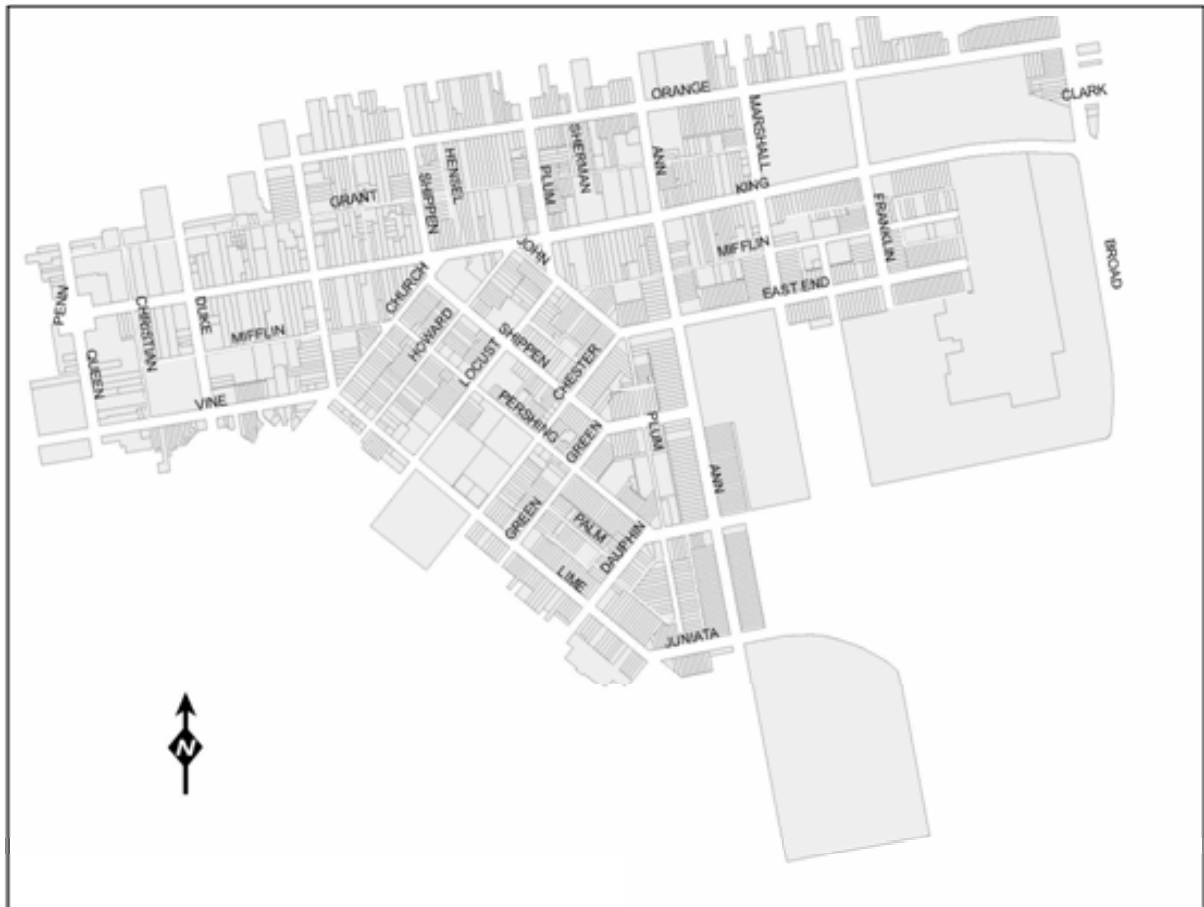 ORANGE
CLARK
MARSHALL
SHERMAN
HENSEL
PLUM
ANN
GRANT
SHIPPEN
KING
FRANKLIN
MIFFLIN
JOHN
BROAD
PENN
CHRISTIAN
DUKE
CHURCH
EAST END
MIFFLIN
HOWARD
SHIPPEN
QUEEN
LOCUST
CHESTER
VINE
PERSHING
GREEN
PLUM
ANN
GREEN
PALM
DAUPHIN
LIME
JUNIATA
N